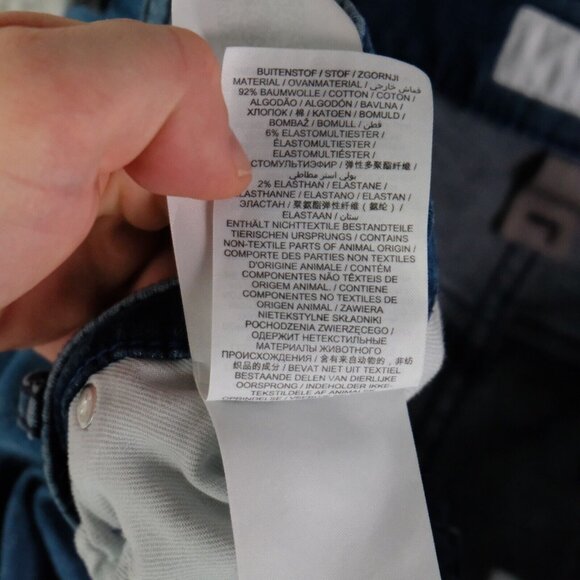 BUITENSTOF / STOF / ZGORNJI
MATERIAL / OVANMATERIAL / قماش خارجي /
92% BAUMWOLLE / COTTON / COTON /
ALGODÃO / ALGODÓN / BAVLNA /
ХЛОПОК / 棉 / KATOEN / BOMULD /
BOMBAŽ / BOMULL / قطن
6% ELASTOMULTIESTER /
ÉLASTOMULTIESTER /
ELASTOMULTIESTER /
СТОМУЛЬТИЭФИР / 弹性多聚酯纤维 /
بولي استر مطاطي
2% ELASTHAN / ELASTANE /
ELASTHANNE / ELASTANO / ELASTAN /
ЭЛАСТАН / 聚氨酯弹性纤维（氨纶） /
ELASTAAN / ستان
ENTHÄLT NICHTTEXTILE BESTANDTEILE
TIERISCHEN URSPRUNGS / CONTAINS
NON-TEXTILE PARTS OF ANIMAL ORIGIN /
COMPORTE DES PARTIES NON TEXTILES
D'ORIGINE ANIMALE / CONTÉM
COMPONENTES NÃO TÊXTEIS DE
ORIGEM ANIMAL. / CONTIENE
COMPONENTES NO TEXTILES DE
ORIGEN ANIMAL / ZAWIERA
NIETEKSTYLNE SKŁADNIKI
POCHODZENIA ZWIERZĘCEGO /
ОДЕРЖИТ НЕТЕКСТИЛЬНЫЕ
МАТЕРИАЛЫ ЖИВОТНОГО
ПРОИСХОЖДЕНИЯ / 含有来自动物的，非纺
织品的成分 / BEVAT NIET UIT TEXTIEL
BESTAANDE DELEN VAN DIERLIJKE
OORSPRONG / INDEHOLDER IKKE-
TEKSTILDELE AF ANIMALSK
OPRINDELSE /